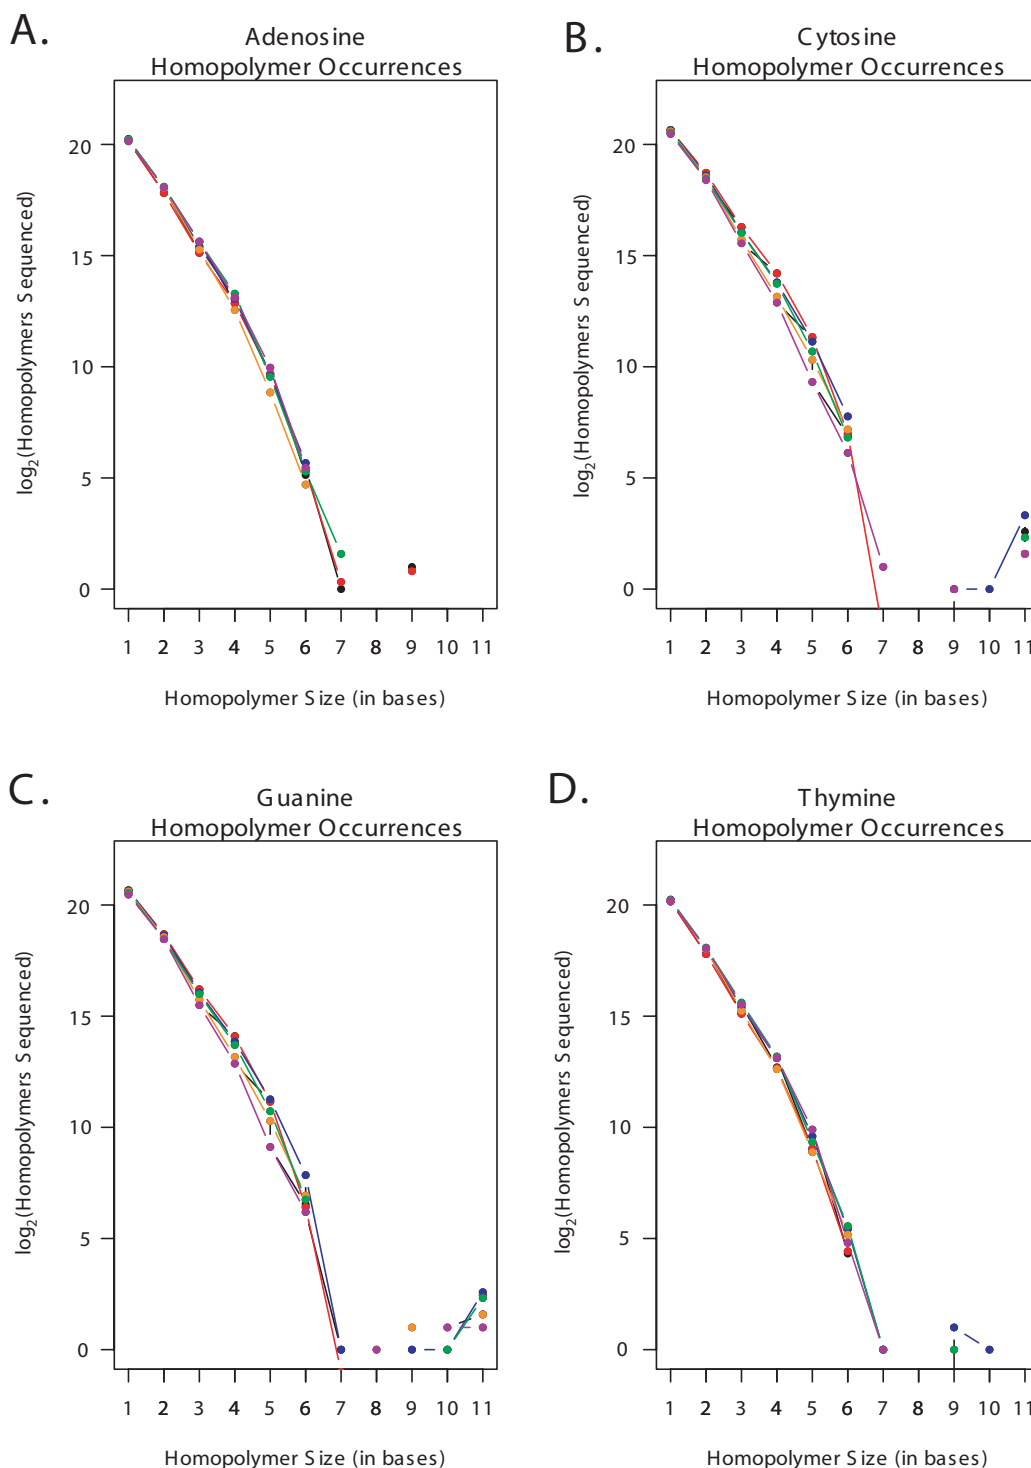 A.
Adenosine
Homopolymer Occurrences
20
15
10
5
0
log2(Homopolymers Sequenced)
1 2 3 4 5 6 7 8 9 10 11
Homopolymer Size (in bases)
B.
Cytosine
Homopolymer Occurrences
20
15
10
5
0
log2(Homopolymers Sequenced)
1 2 3 4 5 6 7 8 9 10 11
Homopolymer Size (in bases)
C.
Guanine
Homopolymer Occurrences
20
15
10
5
0
log2(Homopolymers Sequenced)
1 2 3 4 5 6 7 8 9 10 11
Homopolymer Size (in bases)
D.
Thymine
Homopolymer Occurrences
20
15
10
5
0
log2(Homopolymers Sequenced)
1 2 3 4 5 6 7 8 9 10 11
Homopolymer Size (in bases)